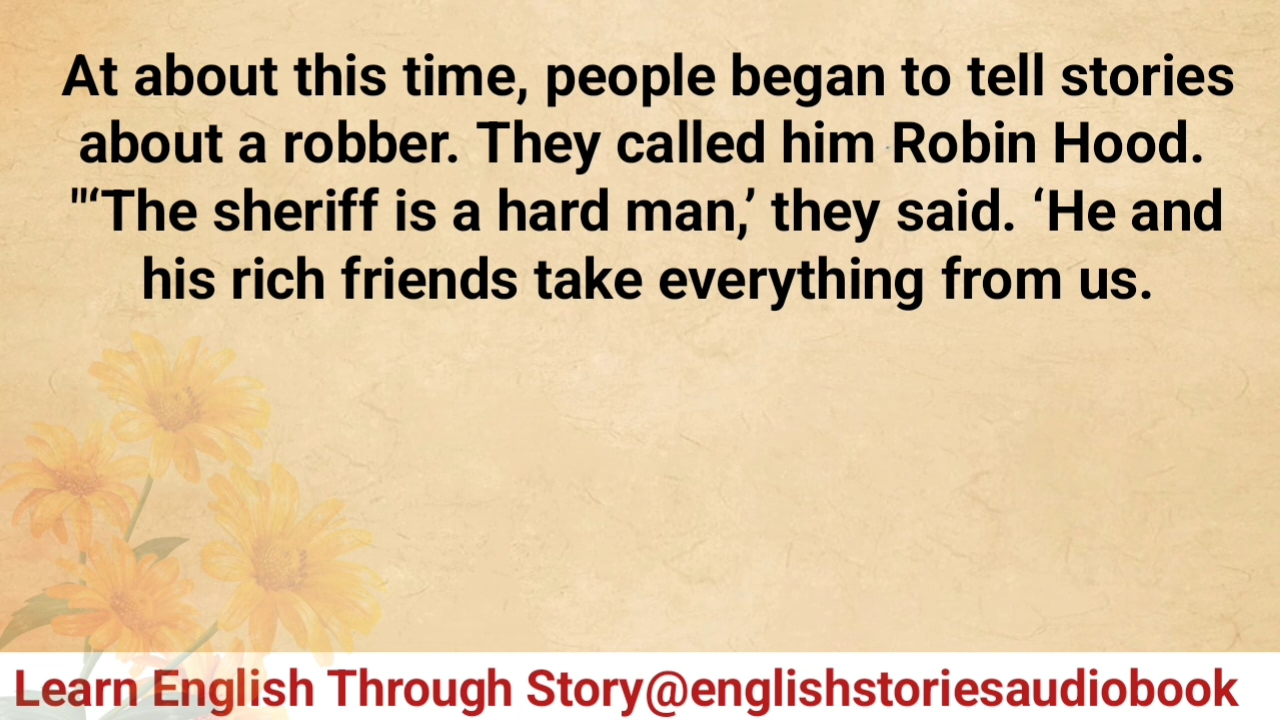 At about this time, people began to tell stories
about a robber. They called him Robin Hood.
"‘The sheriff is a hard man,’ they said. ‘He and
his rich friends take everything from us.
Learn English Through Story@englishstoriesaudiobook